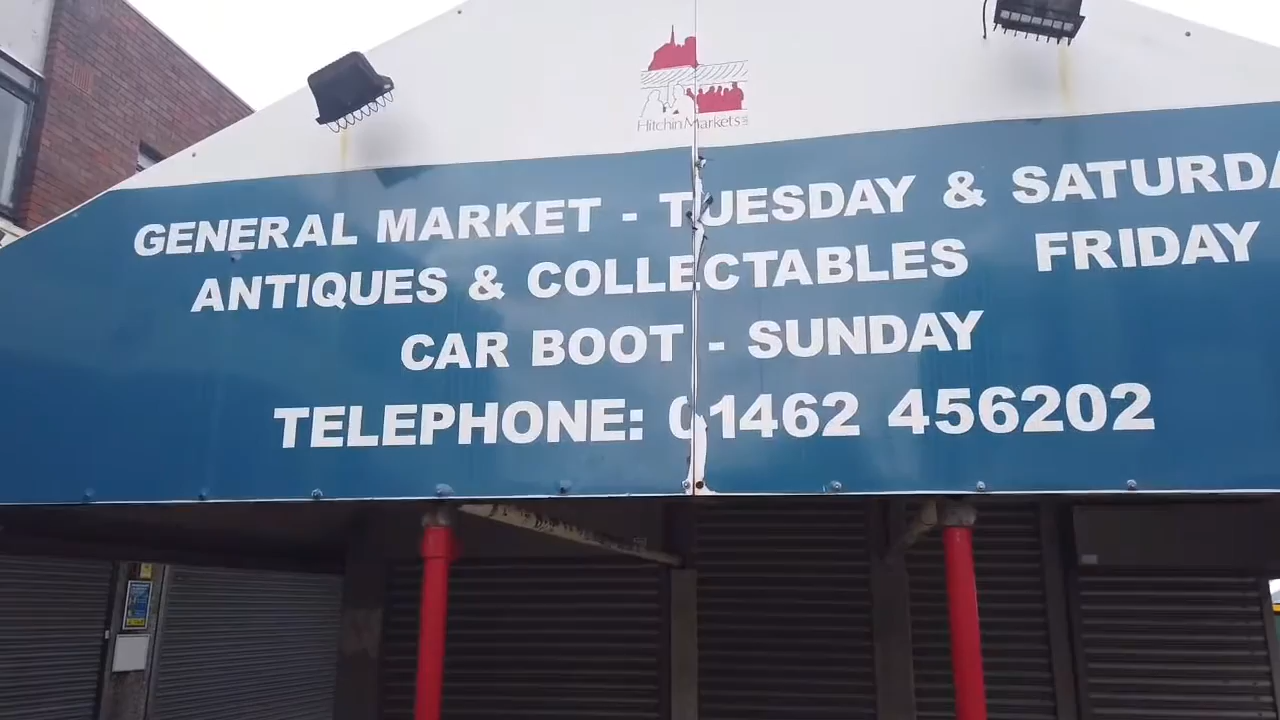 Hitchin Markets
GENERAL MARKET - TUESDAY & SATURDA
ANTIQUES & COLLECTABLES FRIDAY
CAR BOOT - SUNDAY
TELEPHONE: 01462 456202